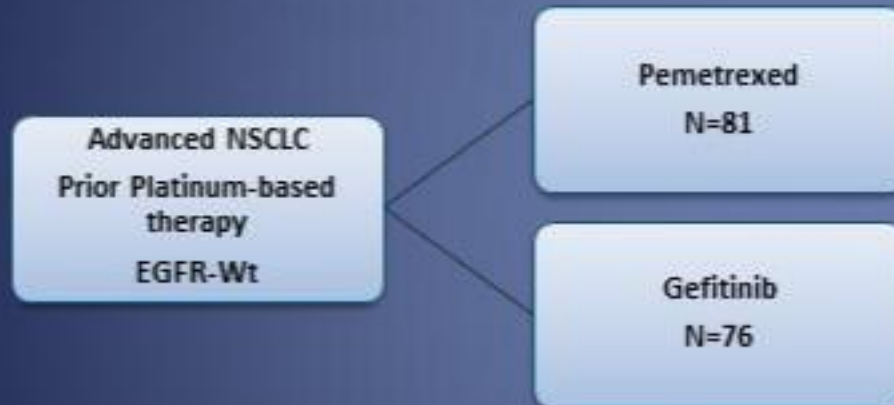 Advanced NSCLC
Prior Platinum-based
therapy
EGFR-Wt
Pemetrexed
N=81
Gefitinib
N=76